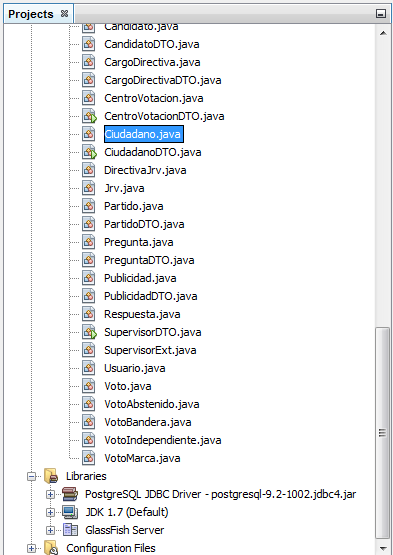 Projects
Candidato.java
CandidatoDTO.java
CargoDirectiva.java
CargoDirectivaDTO.java
CentroVotacion.java
CentroVotacionDTO.java
Ciudadano.java
CiudadanoDTO.java
DirectivaJrv.java
Jrv.java
Partido.java
PartidoDTO.java
Pregunta.java
PreguntaDTO.java
Publicidad.java
PublicidadDTO.java
Respuesta.java
SupervisorDTO.java
SupervisorExt.java
Usuario.java
Voto.java
VotoAbstenido.java
VotoBandera.java
VotoIndependiente.java
VotoMarca.java
Libraries
PostgreSQL JDBC Driver - postgresql-9.2-1002.jdbc4.jar
JDK 1.7 (Default)
GlassFish Server
Configuration Files